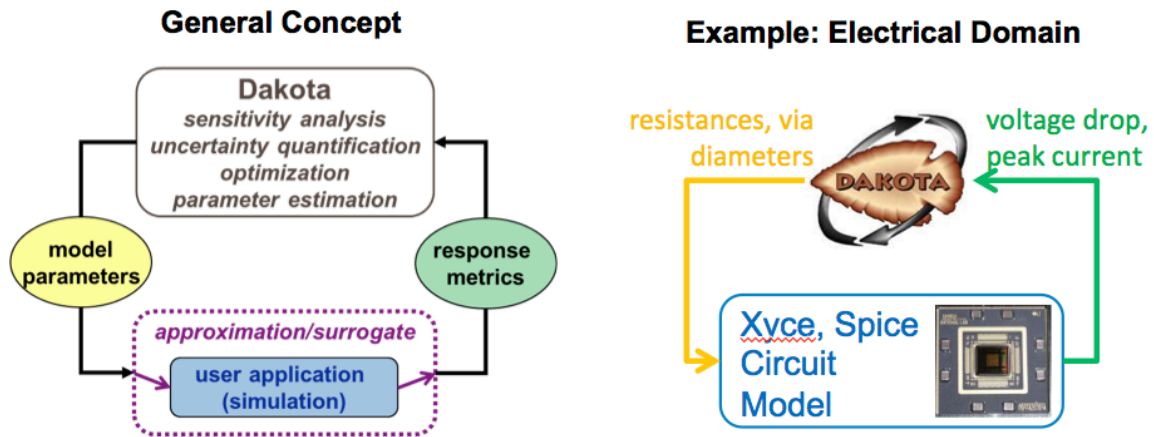 General Concept
Dakota
sensitivity analysis
uncertainty quantification
optimization
parameter estimation
model
parameters
response
metrics
approximation/surrogate
user application
(simulation)
Example: Electrical Domain
resistances, via
diameters
DAKOTA
voltage drop,
peak current
Xyce, Spice
Circuit
Model